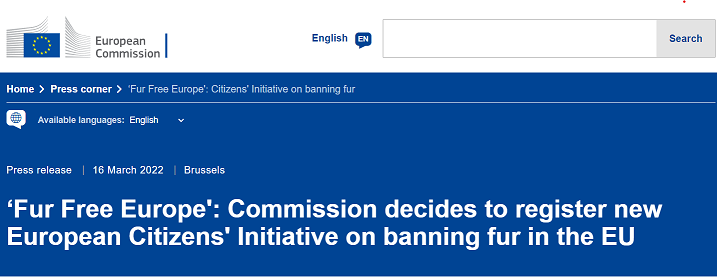 European
Commission
English EN
Search
Home > Press corner > 'Fur Free Europe': Citizens' Initiative on banning fur
Available languages: English
Press release | 16 March 2022 | Brussels
‘Fur Free Europe': Commission decides to register new
European Citizens' Initiative on banning fur in the EU